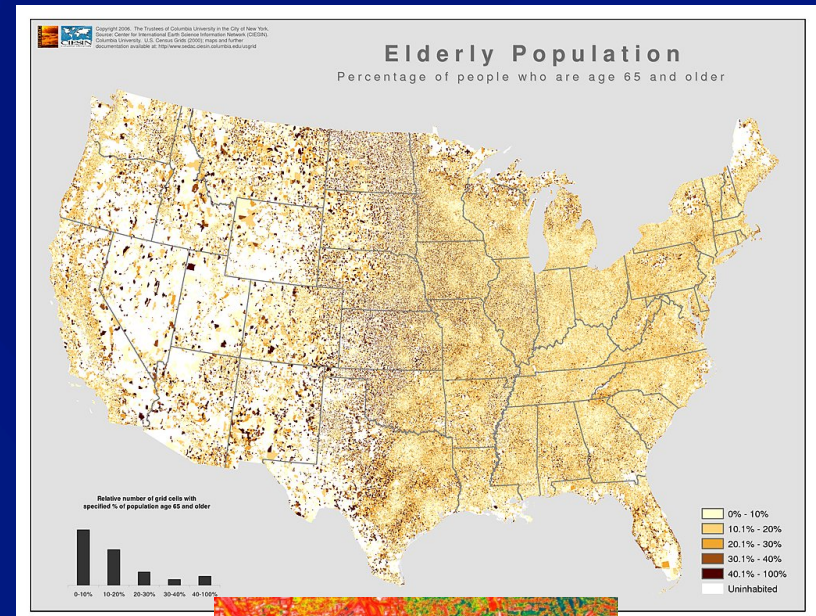 Copyright 2006. The Trustees of Columbia University in the City of New York.
Source: Center for International Earth Science Information Network (CIESIN),
Columbia University. U.S. Census Grids (2000); maps and further
documentation available at: http://www.sedac.ciesin.columbia.edu/usgrid
CIESIN
Elderly Population
Percentage of people who are age 65 and older
Relative number of grid cells with
specified % of population age 65 and older
0-10% 10-20% 20-30% 30-40% 40-100%
0% - 10%
10.1% - 20%
20.1% - 30%
30.1% - 40%
40.1% - 100%
Uninhabited